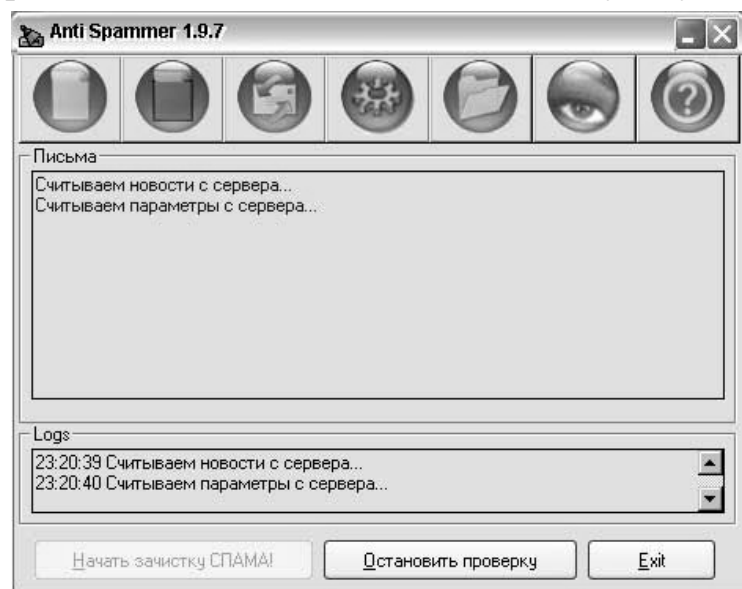 Anti Spammer 1.9.7
Письма
Считываем новости с сервера...
Считываем параметры с сервера...
Logs
23:20:39 Считываем новости с сервера...
23:20:40 Считываем параметры с сервера...
Начать зачистку СПАМА!
Остановить проверку
Exit